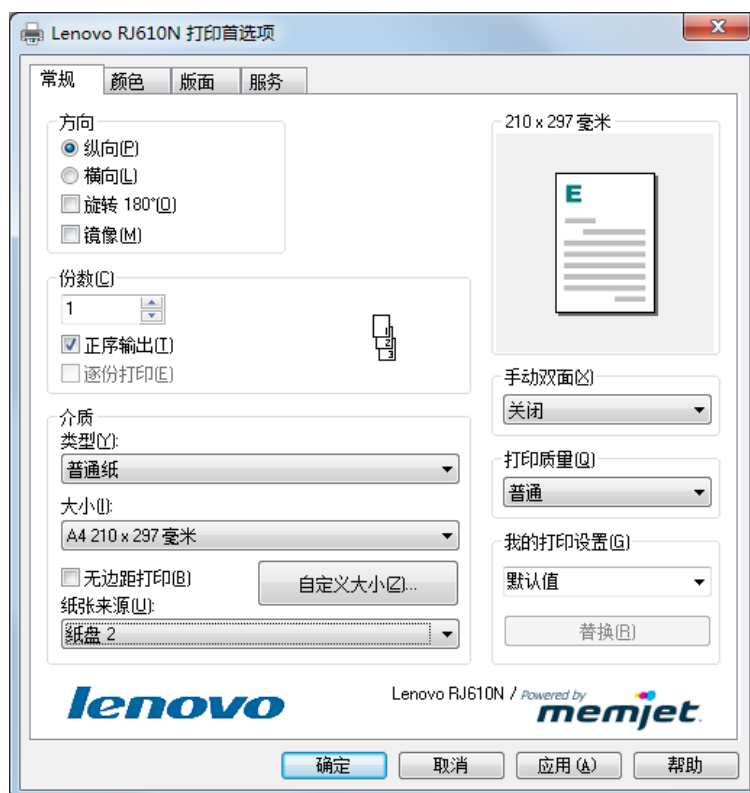 Lenovo RJ610N 打印首选项
常规 颜色 版面 服务
方向
纵向(P)
横向(L)
旋转 180°(O)
镜像(M)
份数(C)
1
正序输出(T)
逐份打印(E)
1
2
3
介质
类型(Y):
普通纸
大小(I):
A4 210 x 297 毫米
无边距打印(B)
自定义大小(Z)...
纸张来源(U):
纸盘 2
210 x 297 毫米
E
手动双面(X)
关闭
打印质量(Q)
普通
我的打印设置(G)
默认值
替换(R)
lenovo
Lenovo RJ610N / Powered by
memjet.
确定 取消 应用(A) 帮助